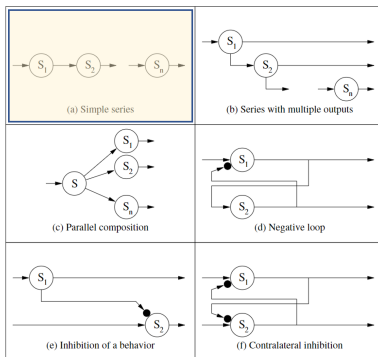 S1 S2 Sn
(a) Simple series
S1
S2
Sn
(b) Series with multiple outputs
S1
S S2
Sn
(c) Parallel composition
S1
S2
(d) Negative loop
S1
S2
(e) Inhibition of a behavior
S1
S2
(f) Contralateral inhibition